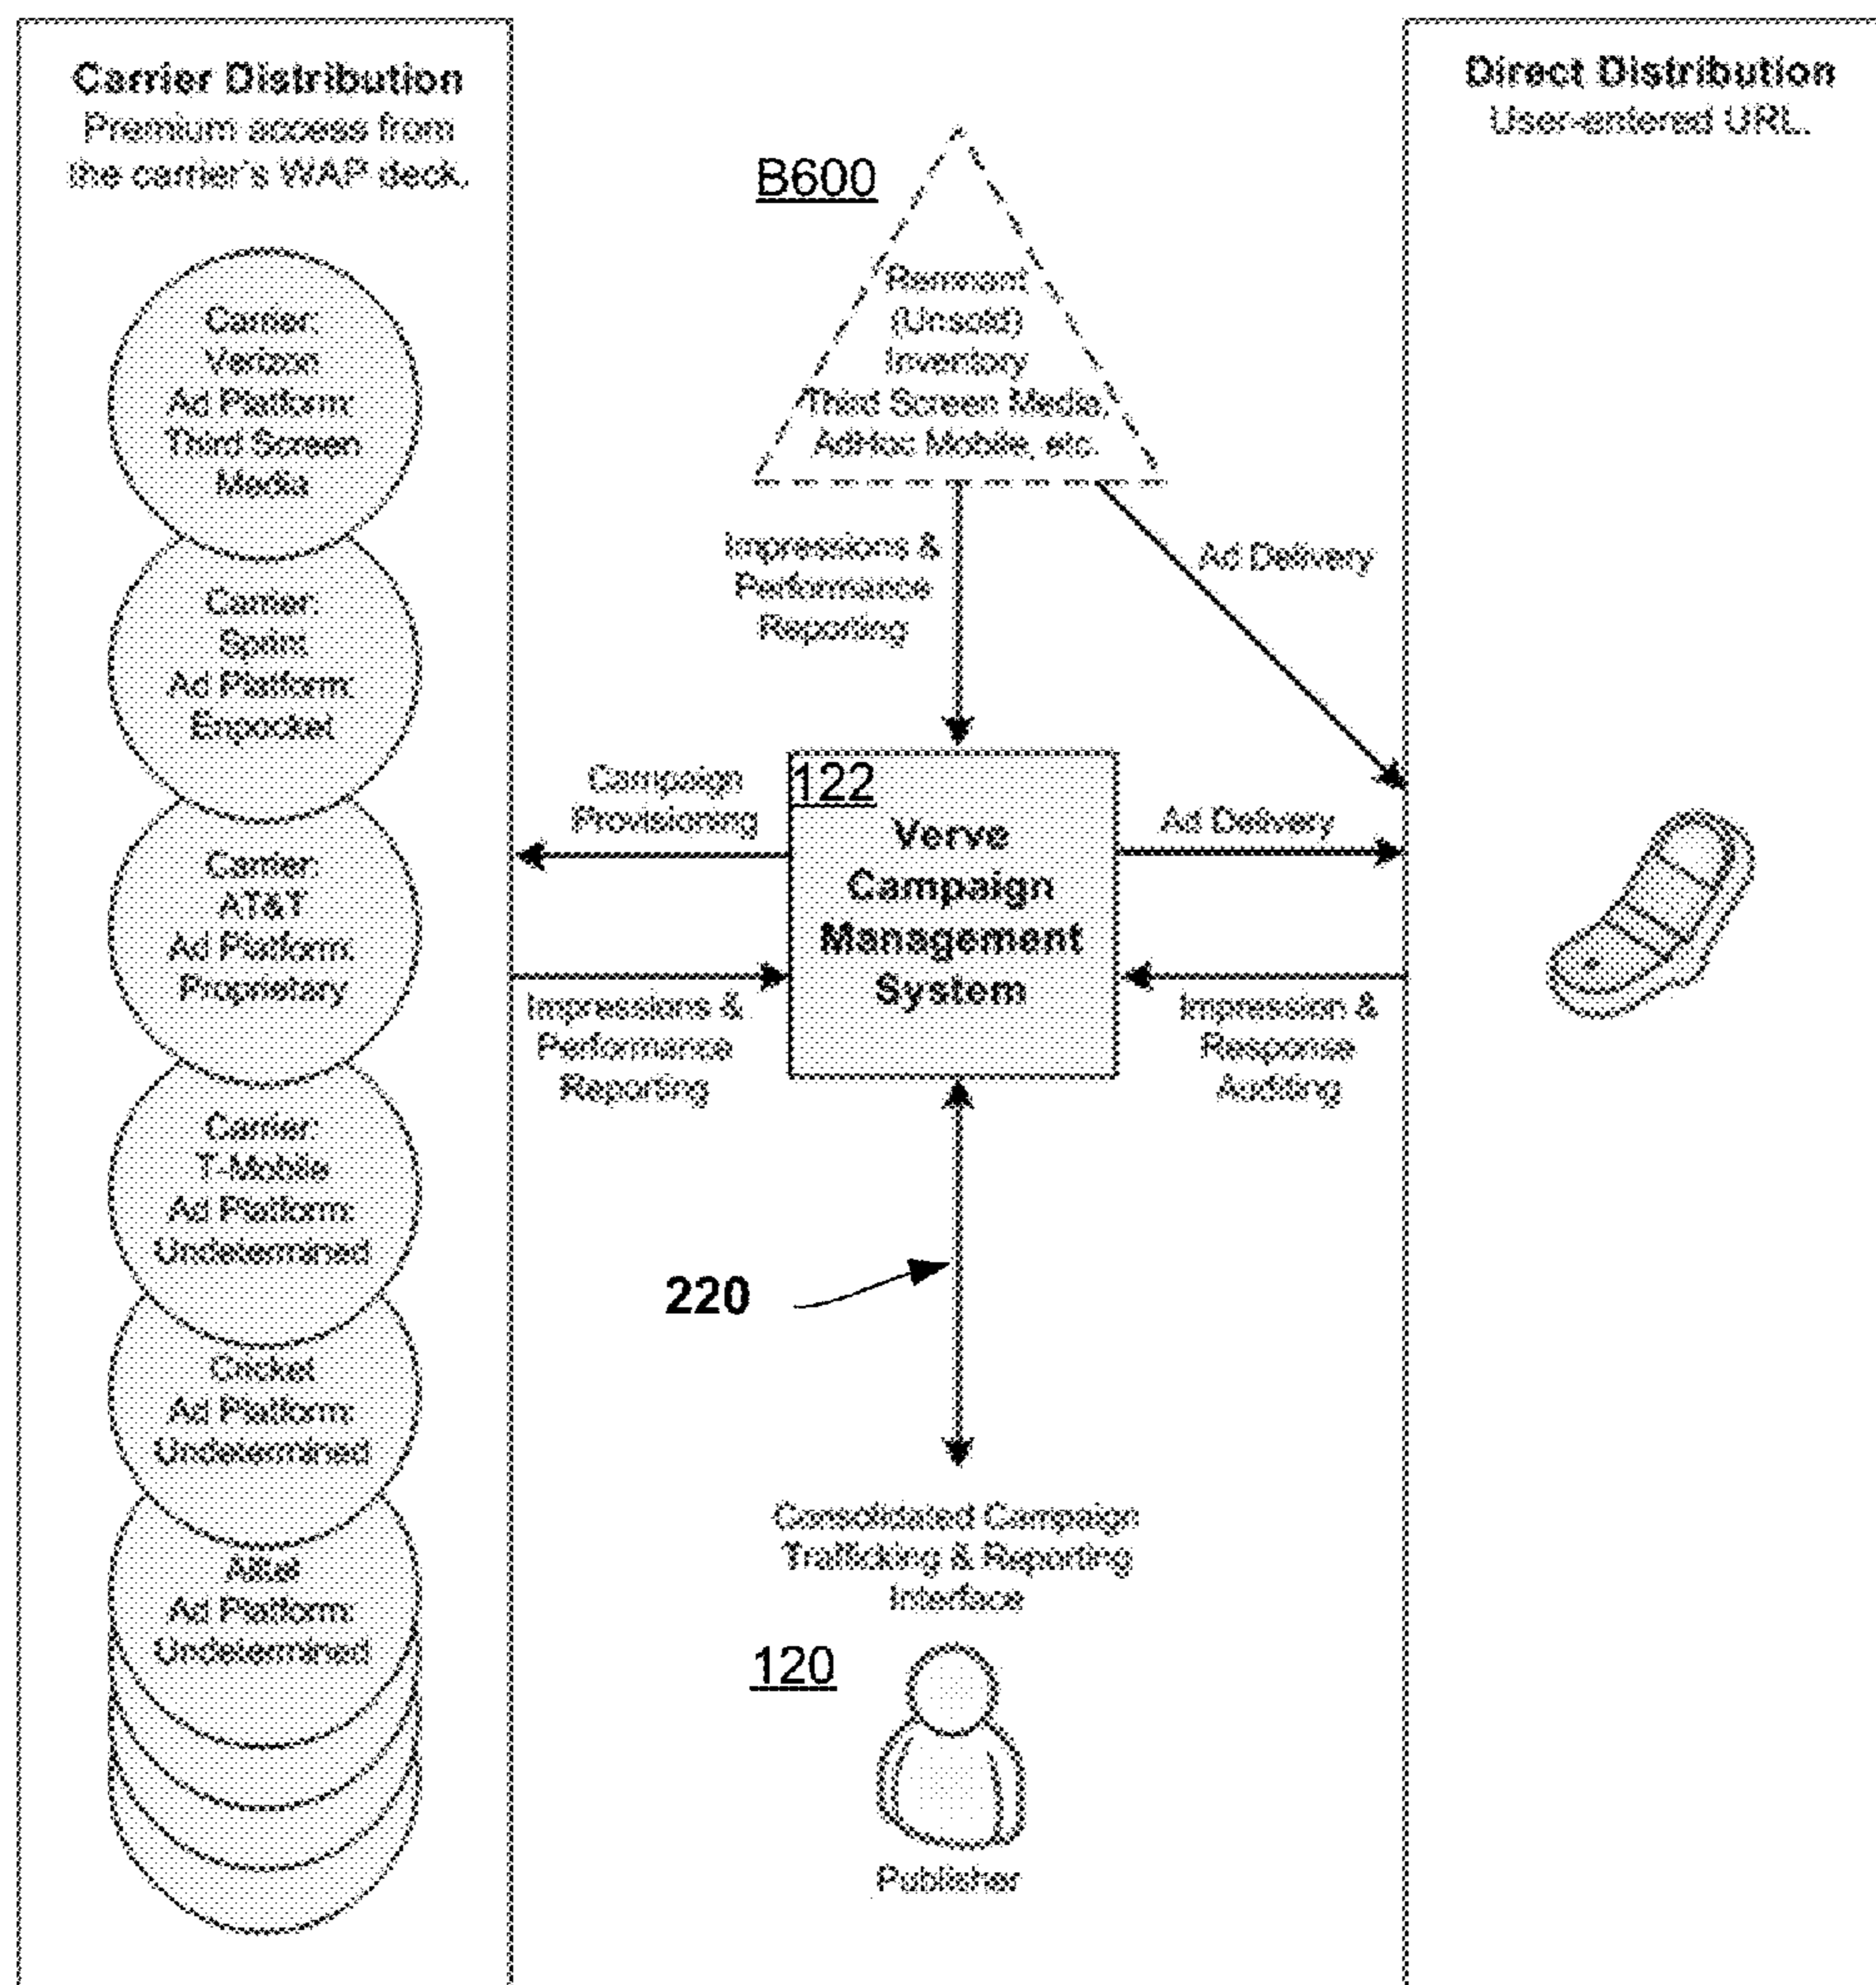 Carrier Distribution
Premium access from
the carrier's WAP deck.
Carrier:
Verizon
Ad Platform:
Third Screen
Media
Carrier:
Sprint
Ad Platform:
Enpocket
Carrier:
AT&T
Ad Platform:
Proprietary
Carrier:
T-Mobile
Ad Platform:
Undetermined
Cricket
Ad Platform:
Undetermined
Alltel
Ad Platform:
Undetermined
B600
Remnant
(Unsold)
Inventory
Third Screen Media,
AdHoc Mobile, etc.
Impressions &
Performance
Reporting
Ad Delivery
Campaign
Provisioning
122
Verve
Campaign
Management
System
Ad Delivery
Impressions &
Performance
Reporting
Impression &
Response
Auditing
220
Consolidated Campaign
Trafficking & Reporting
Interface
120
Publisher
Direct Distribution
User-entered URL.